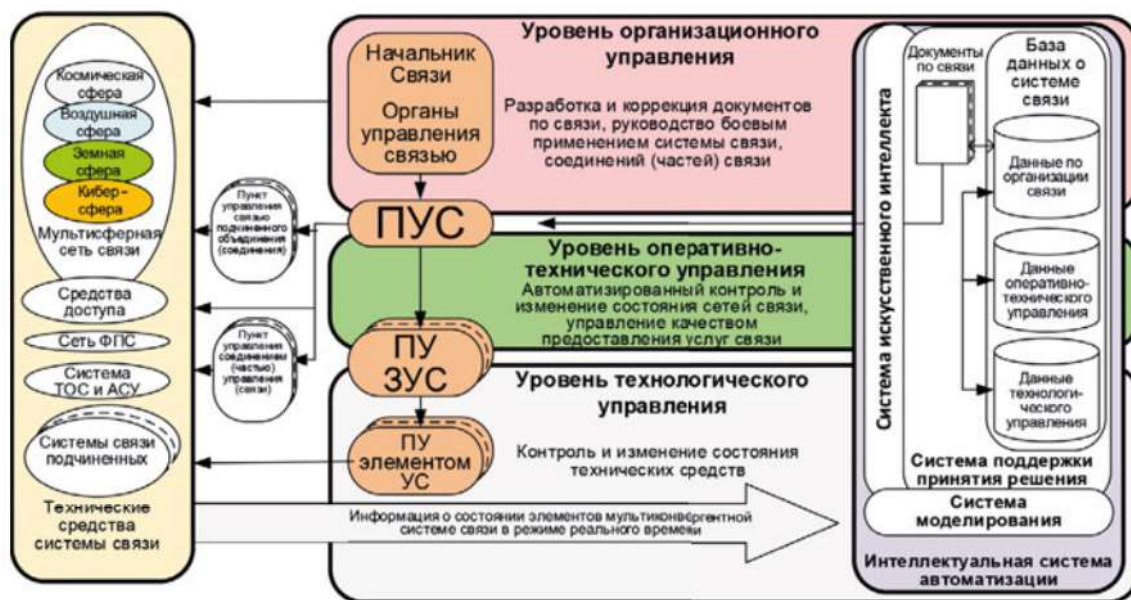 Космическая
сфера
Воздушная
сфера
Земная
сфера
Кибер-
сфера
Мультисферная
сеть связи
Средства
доступа
Сеть ФПС
Система
ТОС и АСУ
Системы связи
подчиненных
Технические
средства
системы связи
Пункт
управления
связью
подчиненного
объединения
(соединения)
Пункт
управления
соединением
(частью)
управления
(связи)
Начальник
Связи
Органы
управления
связью
ПУС
ПУ
ЗУС
ПУ
элементом
УС
Уровень организационного
управления
Разработка и коррекция документов
по связи, руководство боевым
применением системы связи,
соединений (частей) связи
Уровень оперативно-
технического управления
Автоматизированный контроль и
изменение состояния сетей связи,
управление качеством
предоставления услуг связи
Уровень технологического
управления
Контроль и изменение состояния
технических средств
Информация о состоянии элементов мультиконвергентной
системе связи в режиме реального времени
Система искусственного интеллекта
Документы
по связи
База
данных о
системе
связи
Данные по
организации
связи
Данные
оперативно-
технического
управления
Данные
технологи-
ческого
управления
Система поддержки
принятия решения
Система
моделирования
Интеллектуальная система
автоматизации